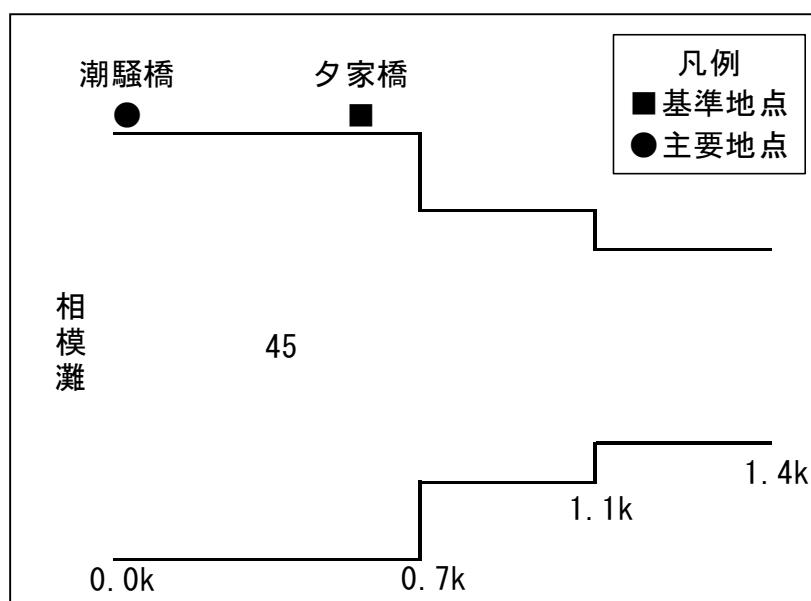 潮騒橋
夕家橋
凡例
■基準地点
●主要地点
相模灘
45
0.0k
0.7k
1.1k
1.4k